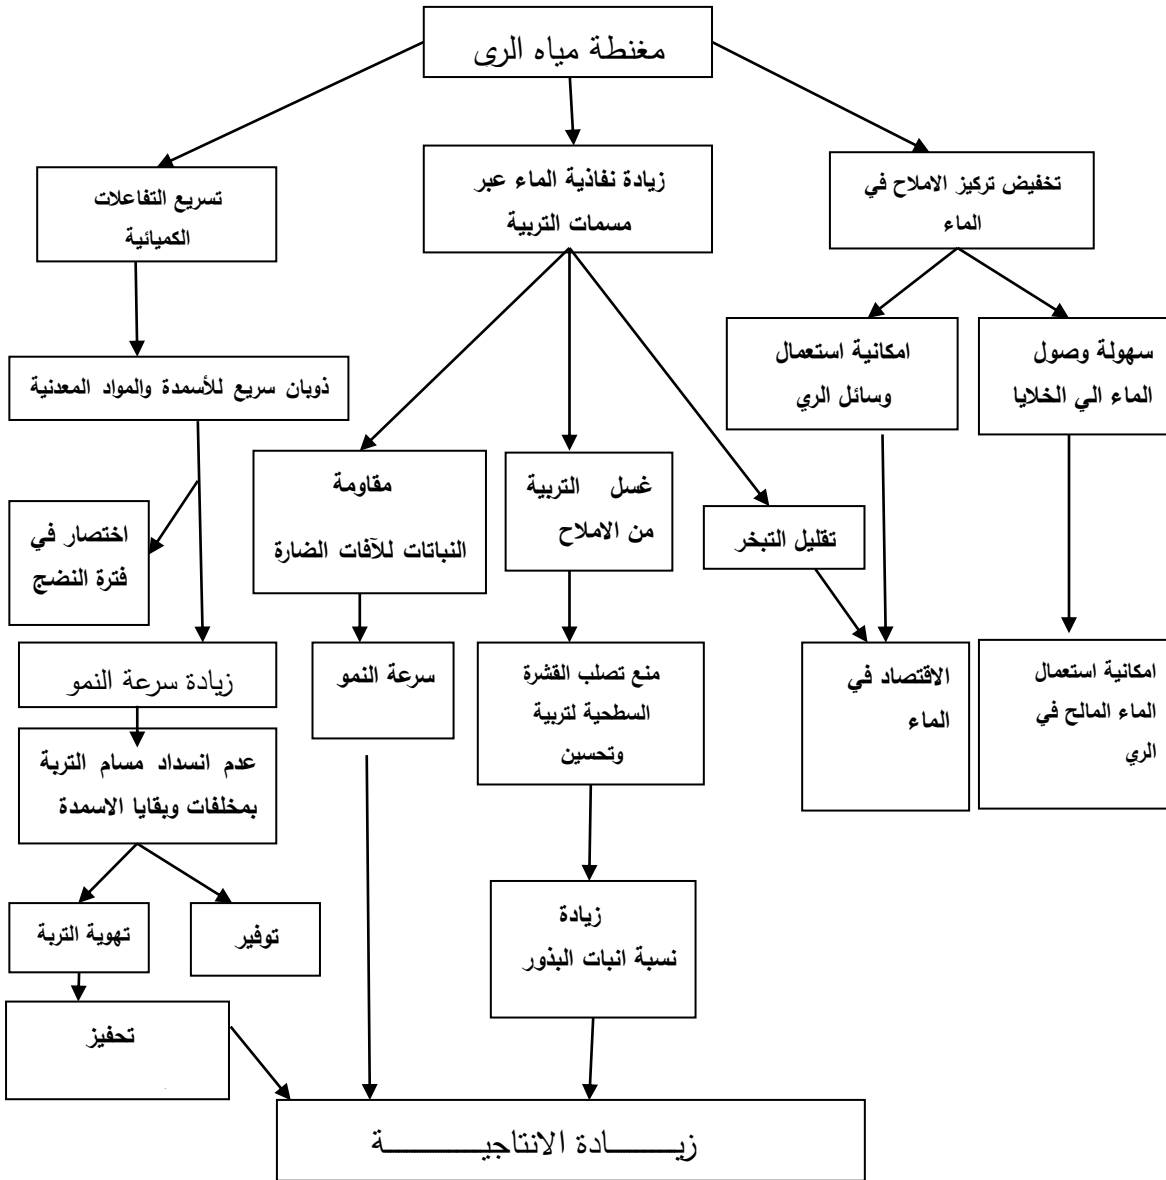 مغنطة مياه الرى
تخفيض تركيز الاملاح في
الماء
زيادة نفاذية الماء عبر
مسمات التربية
تسريع التفاعلات
الكميائية
سهولة وصول
الماء الي الخلايا
امكانية استعمال
وسائل الري
ذوبان سريع للأسمدة والمواد المعدنية
تقليل التبخر
غسل التربية
من الاملاح
مقاومة
النباتات للآفات الضارة
اختصار في
فترة النضج
امكانية استعمال
الماء المالح في
الري
الاقتصاد في
الماء
منع تصلب القشرة
السطحية لتربية
وتحسين
سرعة النمو
زيادة سرعة النمو
عدم انسداد مسام التربة
بمخلفات وبقايا الاسمدة
زيادة
نسبة انبات البذور
توفير
تهوية التربة
تحفيز
زيـــــــادة الانتاجيـــــــــة